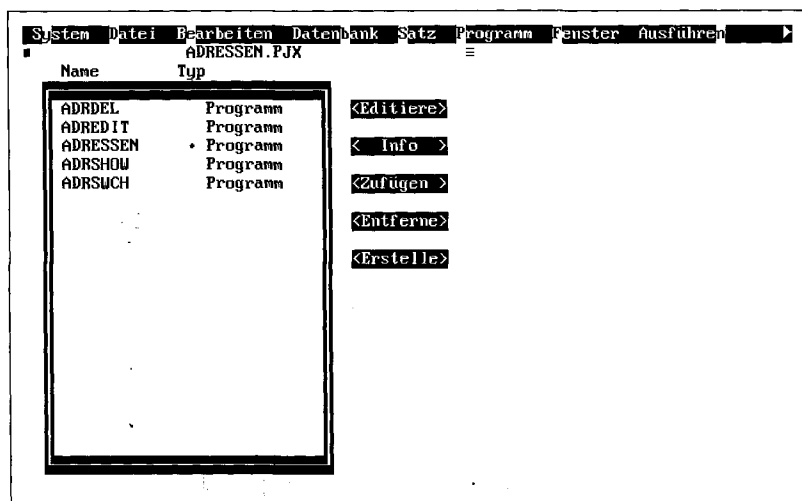 System Datei Bearbeiten Datenbank Satz Programm Fenster Ausführen
ADRESSEN.PJX
Name Typ
ADRDEL Programm <Editiere>
ADREDIT Programm
ADRESSEN • Programm < Info >
ADRSHOW Programm
ADRSWCH Programm <Zufügen >
<Entferne>
<Erstelle>